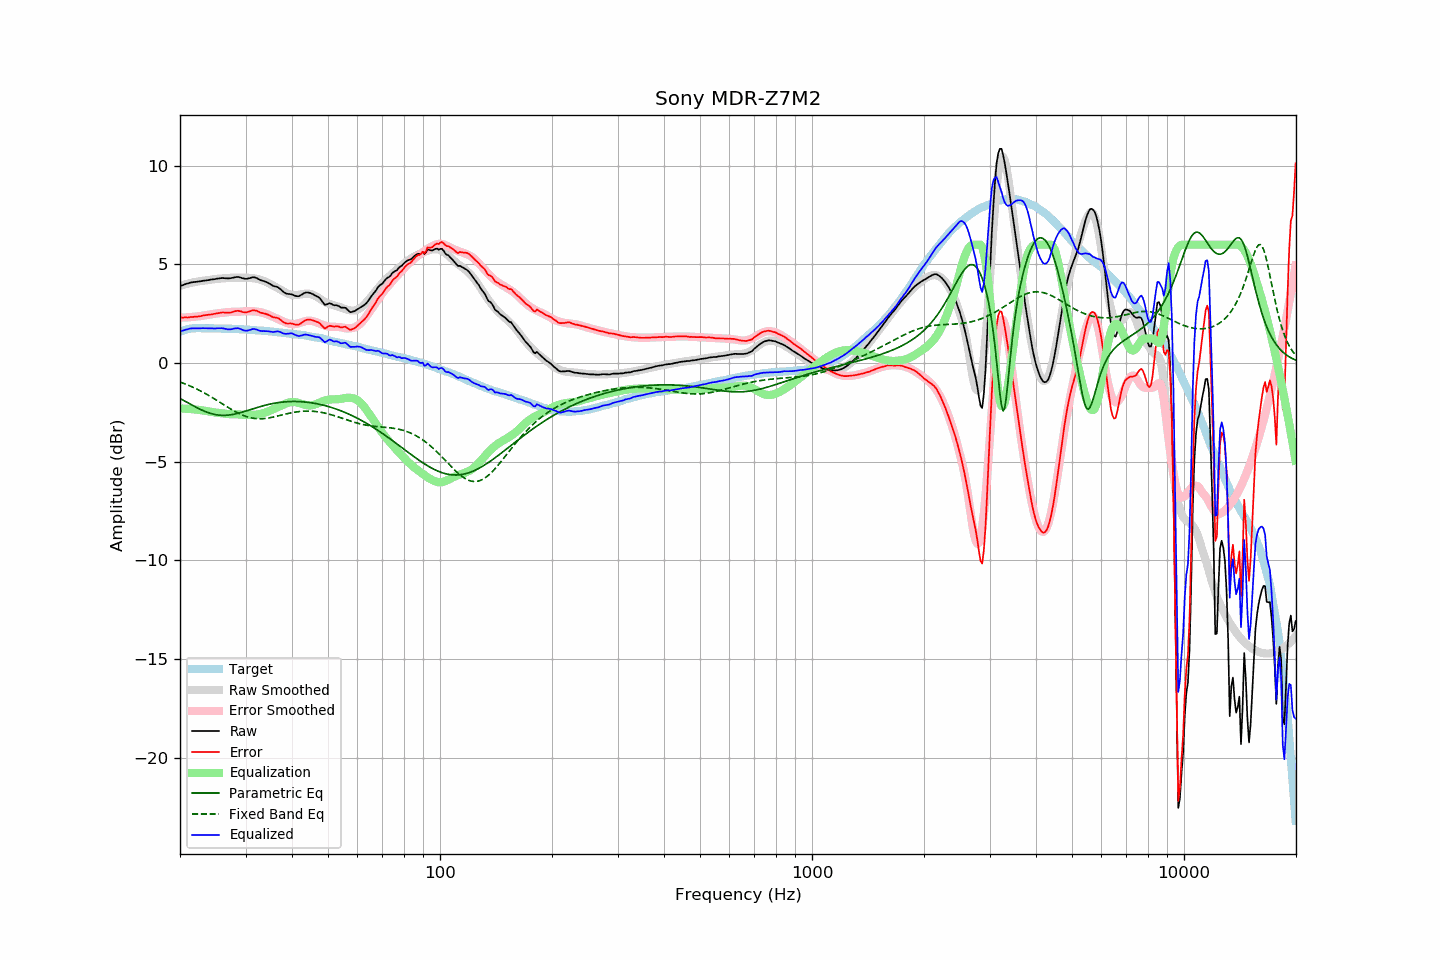 Sony MDR-Z7M2
Amplitude (dBr)
10
5
0
−5
−10
−15
−20
Target
Raw Smoothed
Error Smoothed
Raw
Error
Equalization
Parametric Eq
Fixed Band Eq
Equalized
100
1000
10000
Frequency (Hz)